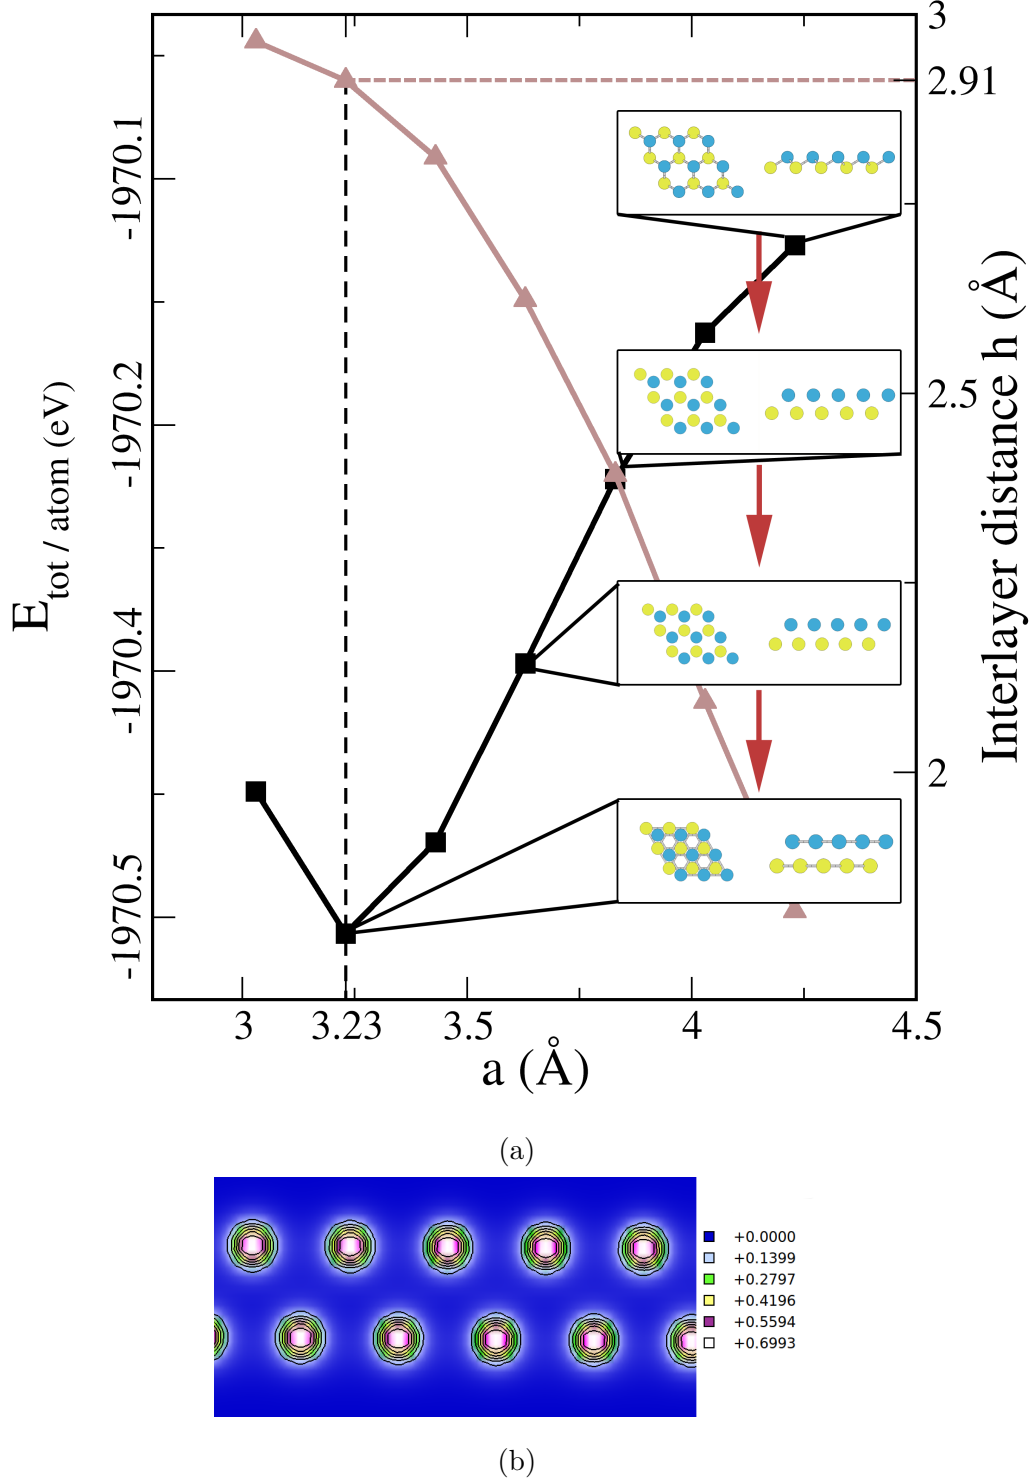 3
2.91
2.5
2
Interlayer distance h (Å)
-1970.1
-1970.2
-1970.4
-1970.5
E_tot / atom (eV)
3 3.23 3.5 4 4.5
a (Å)
(a)
+0.0000
+0.1399
+0.2797
+0.4196
+0.5594
+0.6993
(b)